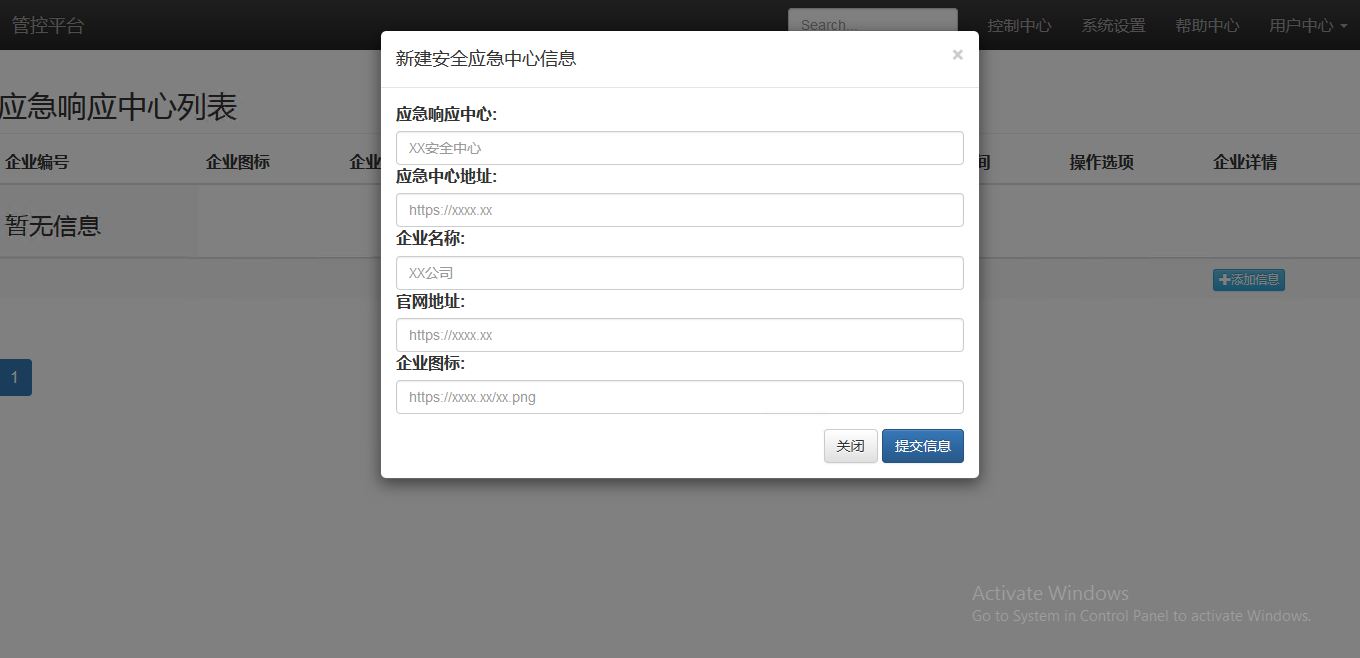 管控平台
Search...
控制中心
系统设置
帮助中心
用户中心
新建安全应急中心信息
×
应急响应中心列表
应急响应中心:
XX安全中心
企业编号
企业图标
企业
间
操作选项
企业详情
应急中心地址:
https://xxxx.xx
暂无信息
企业名称:
XX公司
添加信息
官网地址:
https://xxxx.xx
企业图标:
1
https://xxxx.xx/xx.png
关闭
提交信息
Activate Windows
Go to System in Control Panel to activate Windows.